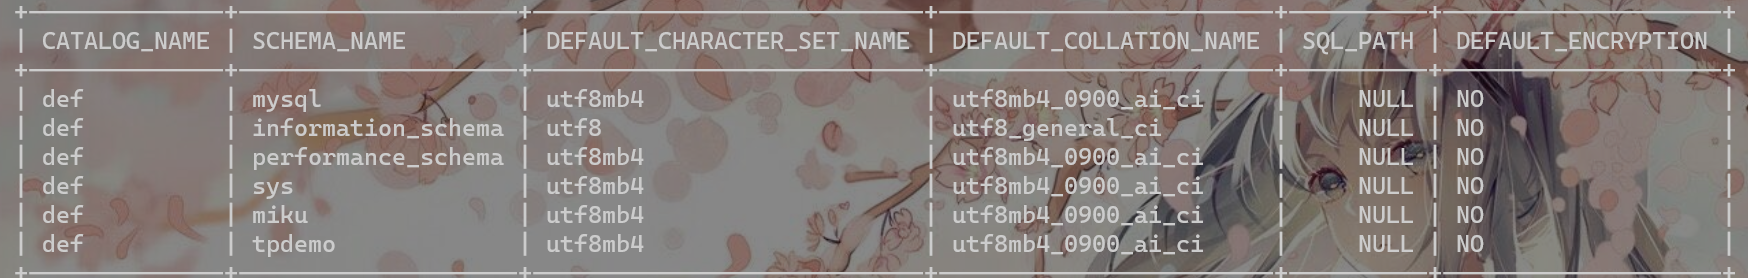 | CATALOG_NAME | SCHEMA_NAME | DEFAULT_CHARACTER_SET_NAME | DEFAULT_COLLATION_NAME | SQL_PATH | DEFAULT_ENCRYPTION |
| def | mysql | utf8mb4 | utf8mb4_0900_ai_ci | NULL | NO |
| def | information_schema | utf8 | utf8_general_ci | NULL | NO |
| def | performance_schema | utf8mb4 | utf8mb4_0900_ai_ci | NULL | NO |
| def | sys | utf8mb4 | utf8mb4_0900_ai_ci | NULL | NO |
| def | miku | utf8mb4 | utf8mb4_0900_ai_ci | NULL | NO |
| def | tpdemo | utf8mb4 | utf8mb4_0900_ai_ci | NULL | NO |